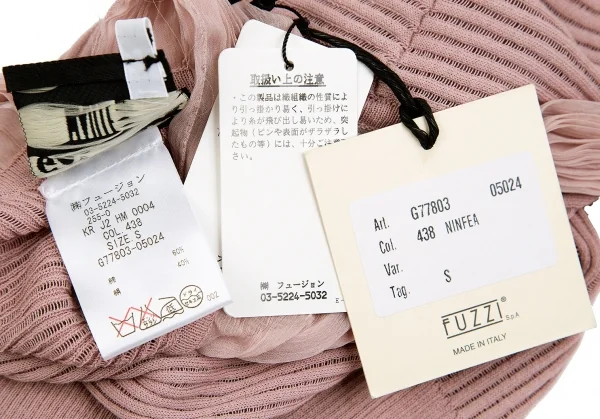 取扱い上の注意
・この製品は織組織の性質によ
り引っ掛かり易く、引っ掛けに
より糸が飛び出し易いため、突
起物（ピンや表面がザラザラし
たもの等）には、十分ご注意下
さい。
㈱ フュージョン
03-5224-5032
㈱フュージョン
03-5224-5032
255-0
KR J2 HM 0004
COL.438
SIZE S
G77803-05024
綿 60%
絹 40%
002
Art. G77803 05024
Col. 438 NINFEA
Var.
Tag. S
FUZZI®
S.p.A.
MADE IN ITALY